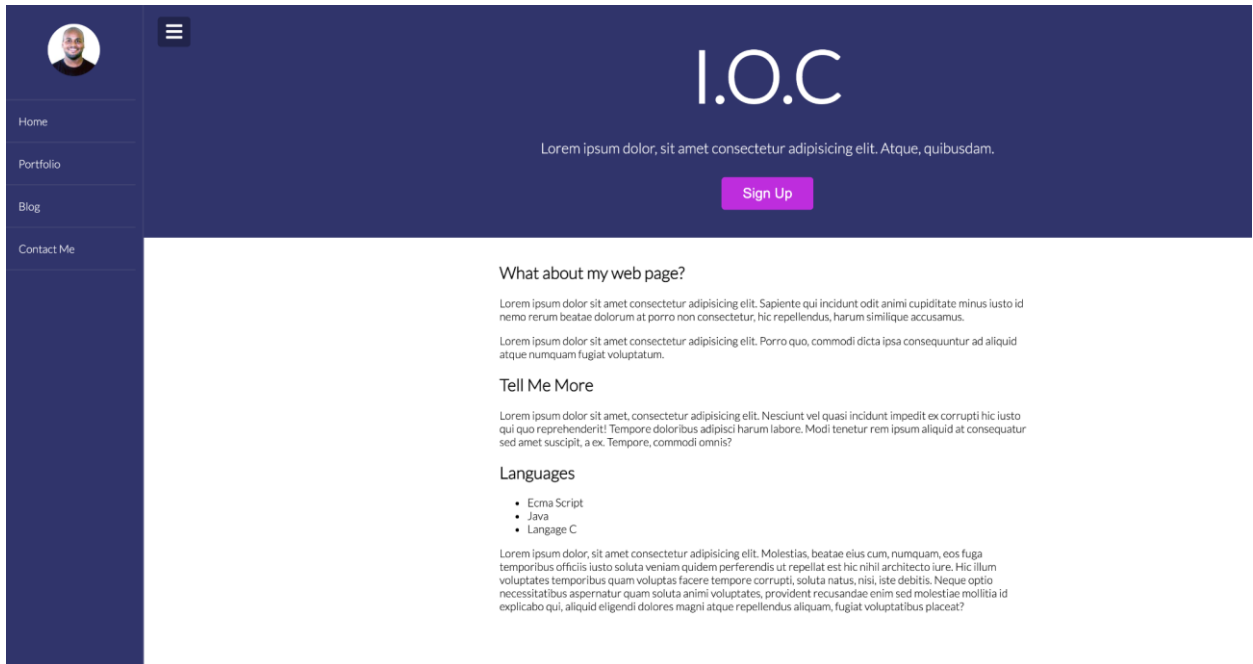 Home
Portfolio
Blog
Contact Me
I.O.C
Lorem ipsum dolor, sit amet consectetur adipisicing elit. Atque, quibusdam.
Sign Up
What about my web page?
Lorem ipsum dolor sit amet consectetur adipisicing elit. Sapiente qui incidunt odit animi cupiditate minus iusto id
nemo rerum beatae dolorum at porro non consectetur, hic repellendus, harum similique accusamus.
Lorem ipsum dolor sit amet consectetur adipisicing elit. Porro quo, commodi dicta ipsa consequuntur ad aliquid
atque numquam fugiat voluptatum.
Tell Me More
Lorem ipsum dolor sit amet, consectetur adipisicing elit. Nesciunt vel quasi incidunt impedit ex corrupti hic iusto
qui quo reprehenderit! Tempore doloribus adipisci harum labore. Modi tenetur rem ipsum aliquid at consequatur
sed amet suscipit, a ex. Tempore, commodi omnis?
Languages
• Ecma Script
• Java
• Langage C
Lorem ipsum dolor, sit amet consectetur adipisicing elit. Molestias, beatae eius cum, numquam, eos fuga
temporibus officiis iusto soluta veniam quidem perferendis ut repellat est hic nihil architecto iure. Hic illum
voluptates temporibus quam voluptas facere tempore corrupti, soluta natus, nisi, iste debitis. Neque optio
necessitatibus aspernatur quam soluta animi voluptates, provident recusandae enim sed molestiae mollitia id
explicabo qui, aliquid eligendi dolores magni atque repellendus aliquam, fugiat voluptatibus placeat?